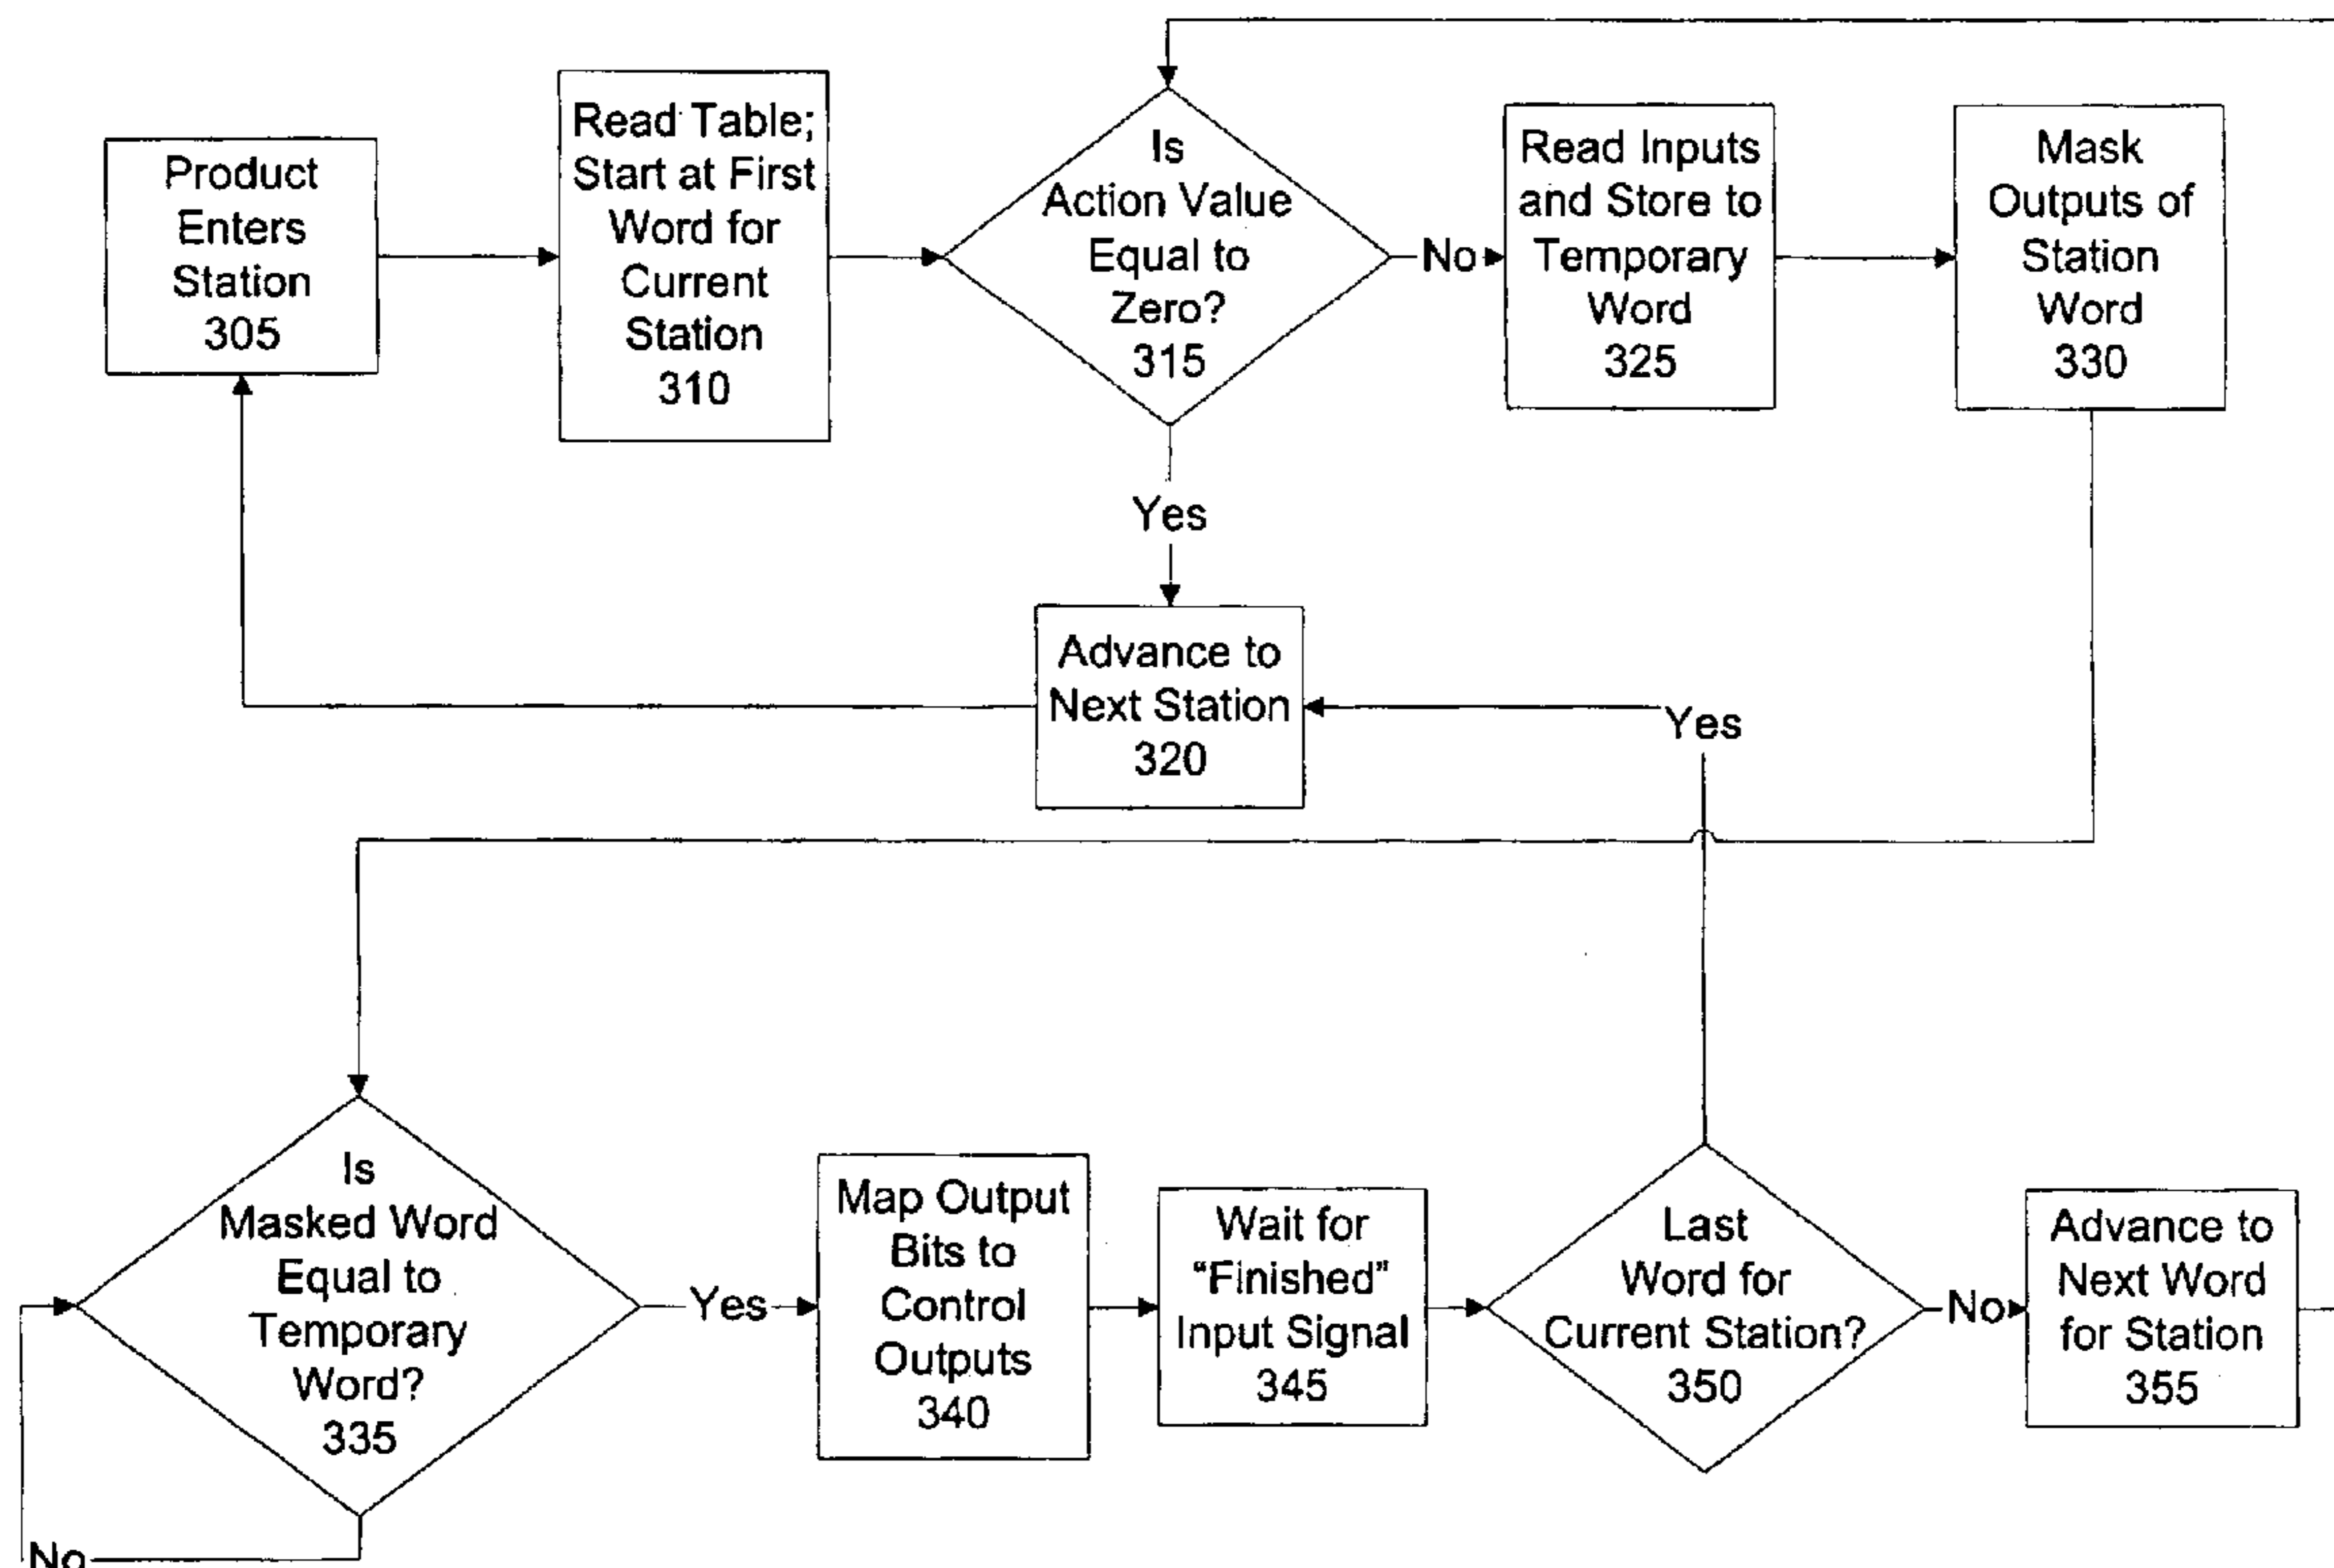 Product
Enters
Station
305
Read Table;
Start at First
Word for
Current
Station
310
Is
Action Value
Equal to
Zero?
315
No
Read Inputs
and Store to
Temporary
Word
325
Mask
Outputs of
Station
Word
330
Yes
Advance to
Next Station
320
Yes
Is
Masked Word
Equal to
Temporary
Word?
335
Yes
Map Output
Bits to
Control
Outputs
340
Wait for
"Finished"
Input Signal
345
Last
Word for
Current Station?
350
No
Advance to
Next Word
for Station
355
No